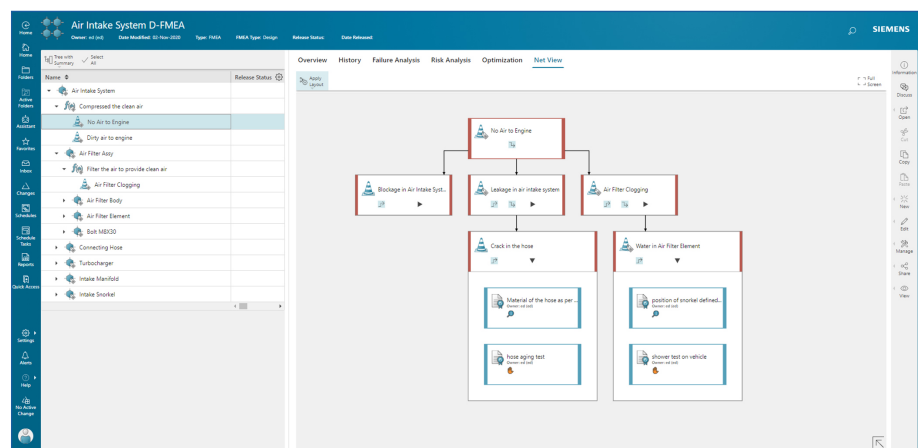 Air Intake System D-FMEA
Owner: ed (ed) Date Modified: 02-Nov-2020 Type: FMEA FMEA Type: Design Release Status: Date Released:
SIEMENS
Home
Home
Folders
Active Folders
Assistant
Favorites
Inbox
Changes
Schedules
Schedule Tasks
Reports
Quick Access
Settings
Alerts
Help
No Active Change
Tree with Summary
Select All
Name
Release Status
Air Intake System
Compressed the clean air
No Air to Engine
Dirty air to engine
Air Filter Assy
Filter the air to provide clean air
Air Filter Clogging
Air Filter Body
Air Filter Element
Bolt MBX30
Connecting Hose
Turbocharger
Intake Manifold
Intake Snorkel
Overview History Failure Analysis Risk Analysis Optimization Net View
Apply Layout
Full Screen
No Air to Engine
Blockage in Air Intake Syst...
Leakage in air intake system
Air Filter Clogging
Crack in the hose
Water in Air Filter Element
Material of the hose as per ...
Owner: ed (ed)
position of snorkel defined...
Owner: ed (ed)
hose aging test
Owner: ed (ed)
shower test on vehicle
Owner: ed (ed)
Information
Discuss
Open
Cut
Copy
Paste
New
Edit
Manage
Share
View